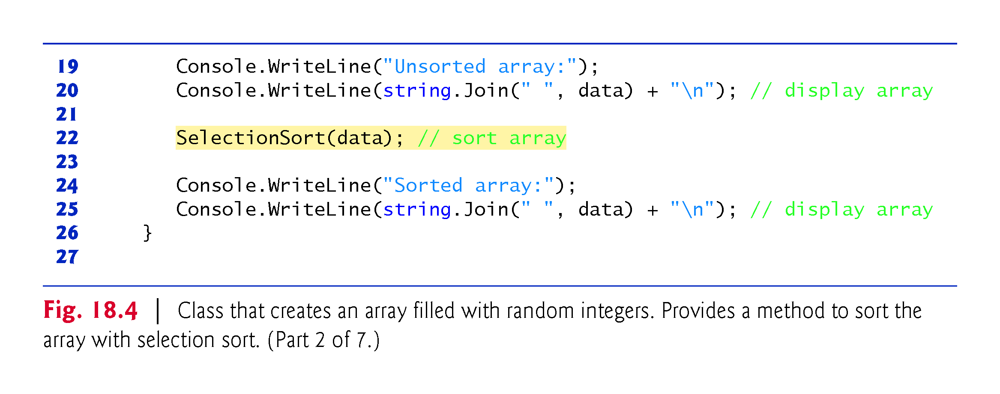 19 Console.WriteLine("Unsorted array:");
20 Console.WriteLine(string.Join(" ", data) + "\n"); // display array
21
22 SelectionSort(data); // sort array
23
24 Console.WriteLine("Sorted array:");
25 Console.WriteLine(string.Join(" ", data) + "\n"); // display array
26 }
27
Fig. 18.4 | Class that creates an array filled with random integers. Provides a method to sort the
array with selection sort. (Part 2 of 7.)